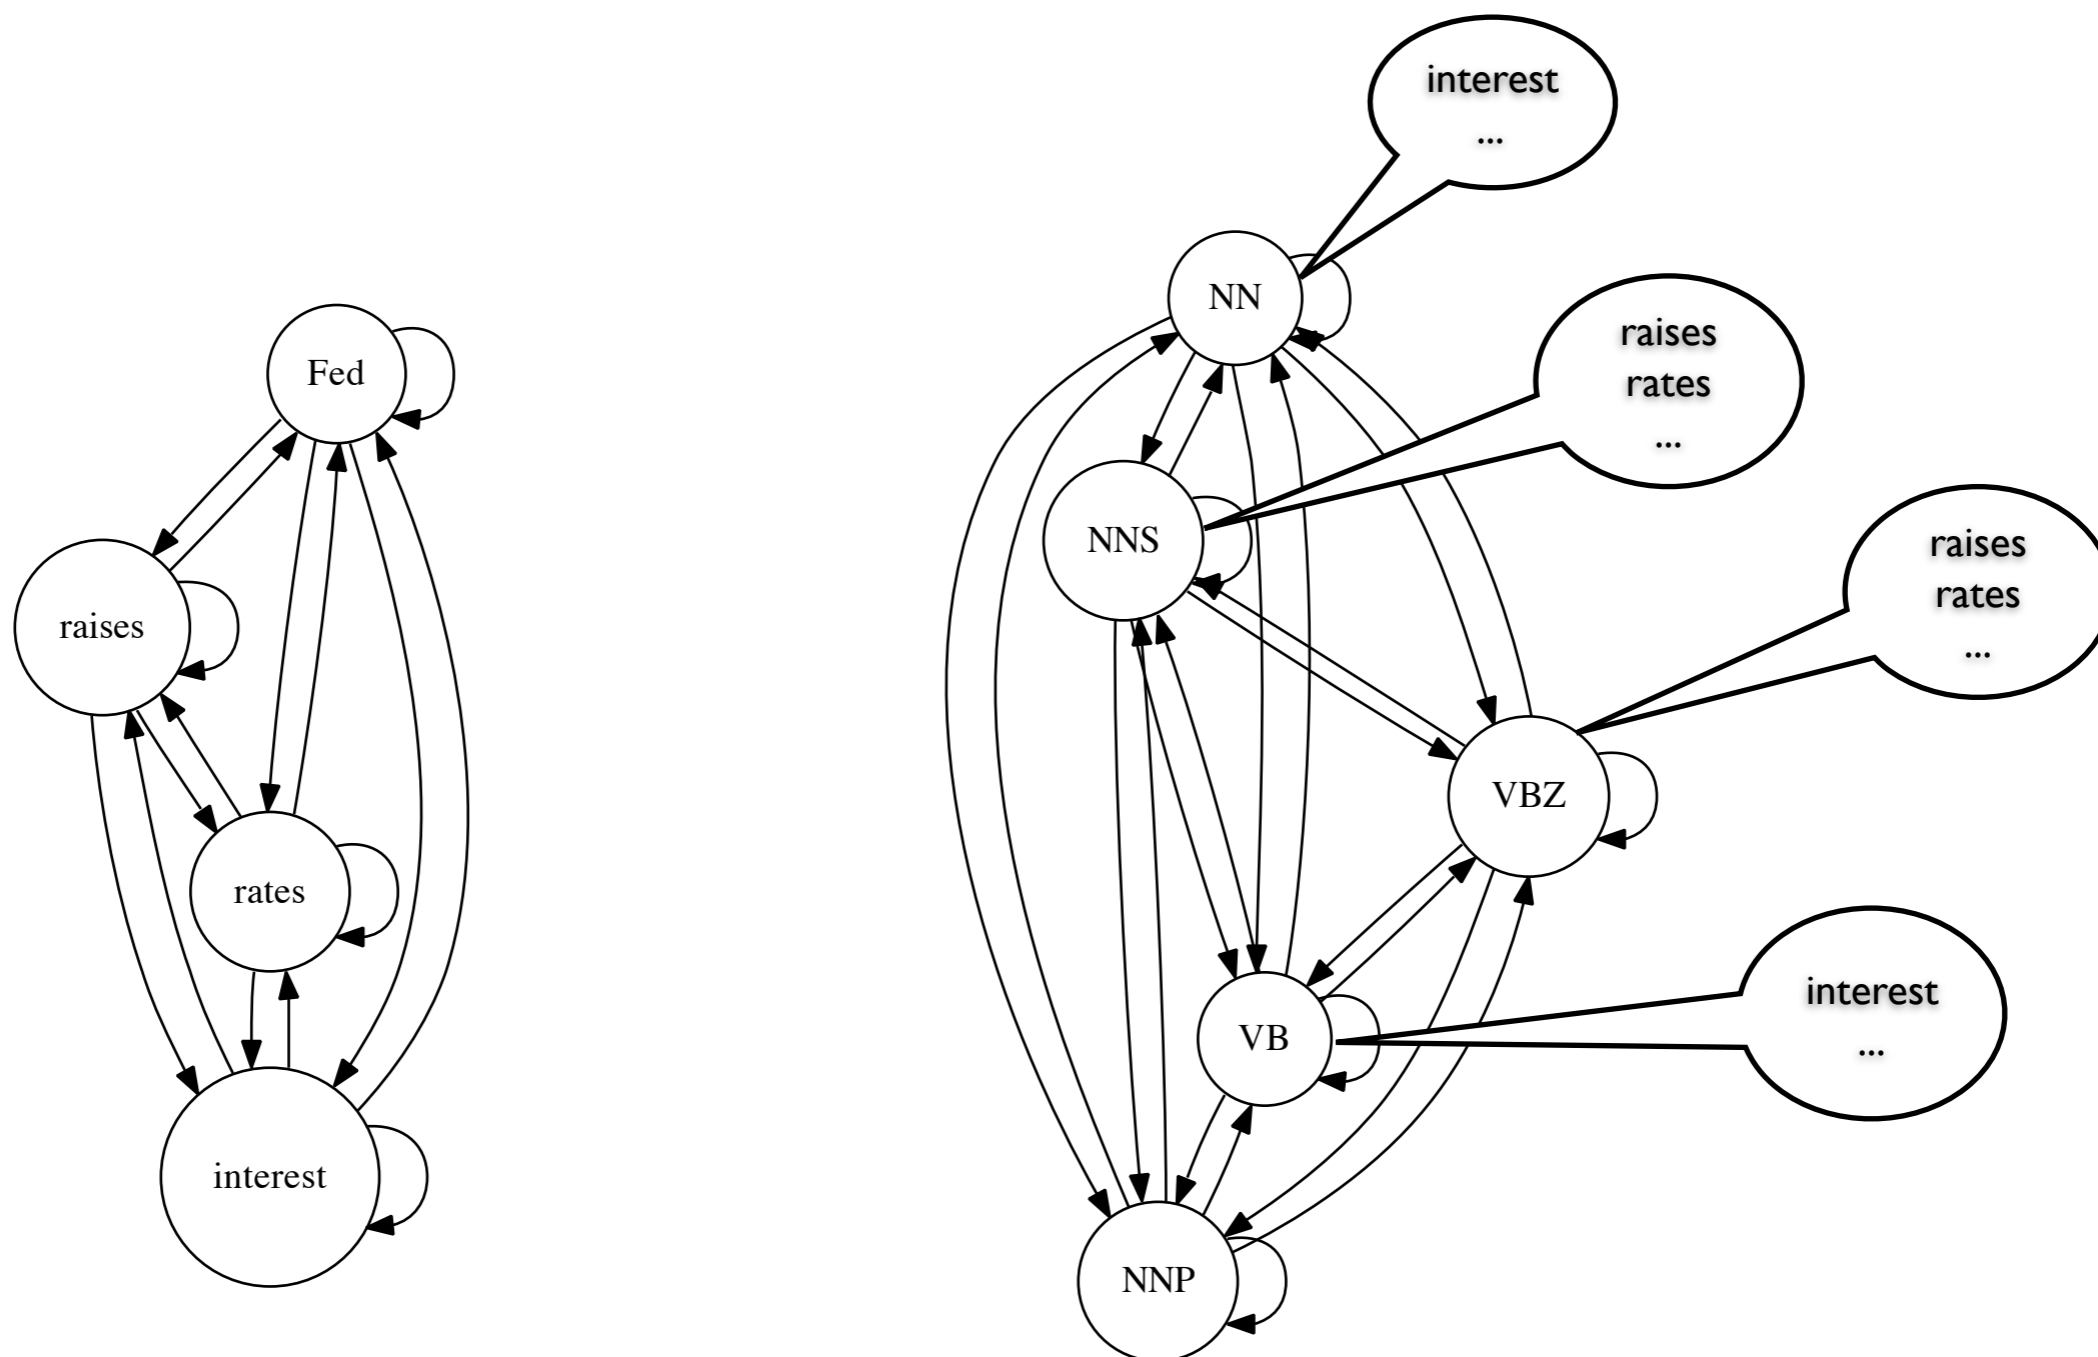 Fed
raises
rates
interest
interest
...
NN
raises
rates
...
NNS
raises
rates
...
VBZ
interest
...
VB
NNP